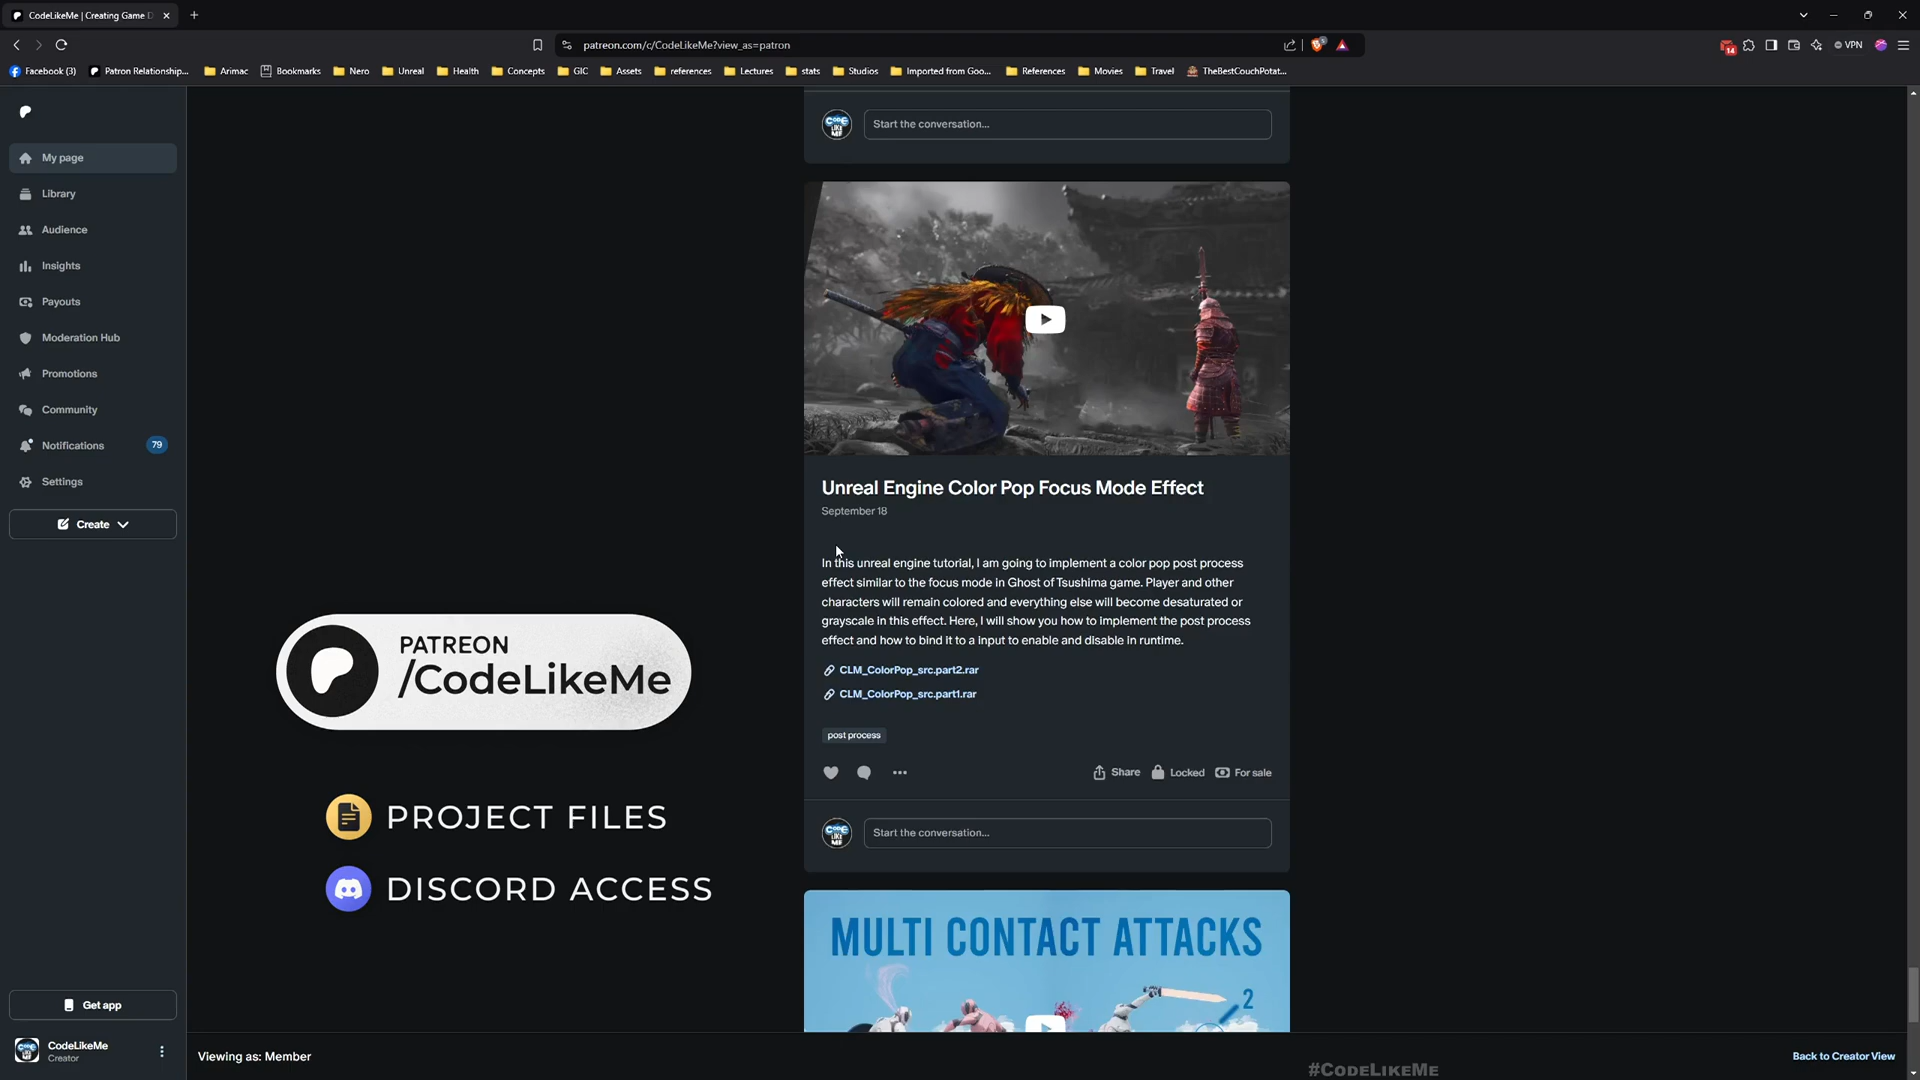 CodeLikeMe | Creating Game D
patreon.com/c/CodeLikeMe?view_as=patron
14
5
VPN
Facebook (3)
Patron Relationship...
Arimac
Bookmarks
Nero
Unreal
Health
Concepts
GIC
Assets
references
Lectures
stats
Studios
Imported from Goo...
References
Movies
Travel
TheBestCouchPotat...
My page
Library
Audience
Insights
Payouts
Moderation Hub
Promotions
Community
Notifications 79
Settings
Create
Get app
CodeLikeMe
Creator
CODE LIKE ME
Start the conversation...
Unreal Engine Color Pop Focus Mode Effect
September 18
In this unreal engine tutorial, I am going to implement a color pop post process
effect similar to the focus mode in Ghost of Tsushima game. Player and other
characters will remain colored and everything else will become desaturated or
grayscale in this effect. Here, I will show you how to implement the post process
effect and how to bind it to a input to enable and disable in runtime.
CLM_ColorPop_src.part2.rar
CLM_ColorPop_src.part1.rar
post process
Share
Locked
For sale
CODE LIKE ME
Start the conversation...
MULTI CONTACT ATTACKS
2
PATREON
/CodeLikeMe
PROJECT FILES
DISCORD ACCESS
Viewing as: Member
Back to Creator View
#CodeLikeMe